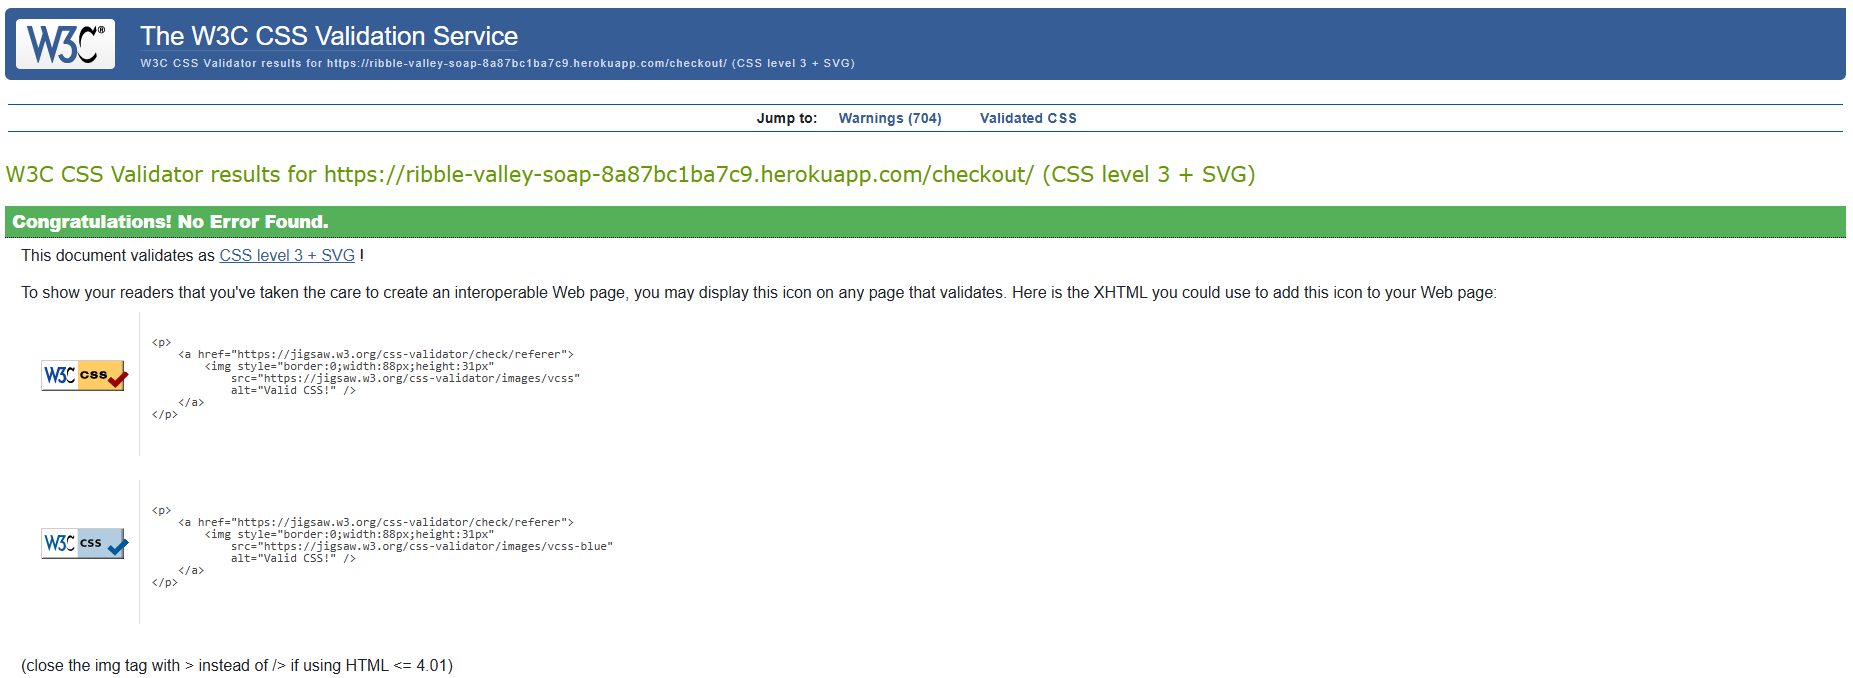 W3C®
The W3C CSS Validation Service
W3C CSS Validator results for https://ribble-valley-soap-8a87bc1ba7c9.herokuapp.com/checkout/ (CSS level 3 + SVG)
Jump to: Warnings (704) Validated CSS
W3C CSS Validator results for https://ribble-valley-soap-8a87bc1ba7c9.herokuapp.com/checkout/ (CSS level 3 + SVG)
Congratulations! No Error Found.
This document validates as CSS level 3 + SVG !
To show your readers that you've taken the care to create an interoperable Web page, you may display this icon on any page that validates. Here is the XHTML you could use to add this icon to your Web page:
W3C css
<p>
    <a href="https://jigsaw.w3.org/css-validator/check/referer">
        <img style="border:0;width:88px;height:31px"
            src="https://jigsaw.w3.org/css-validator/images/vcss"
            alt="Valid CSS!" />
    </a>
</p>
W3C css
<p>
    <a href="https://jigsaw.w3.org/css-validator/check/referer">
        <img style="border:0;width:88px;height:31px"
            src="https://jigsaw.w3.org/css-validator/images/vcss-blue"
            alt="Valid CSS!" />
    </a>
</p>
(close the img tag with > instead of /> if using HTML <= 4.01)